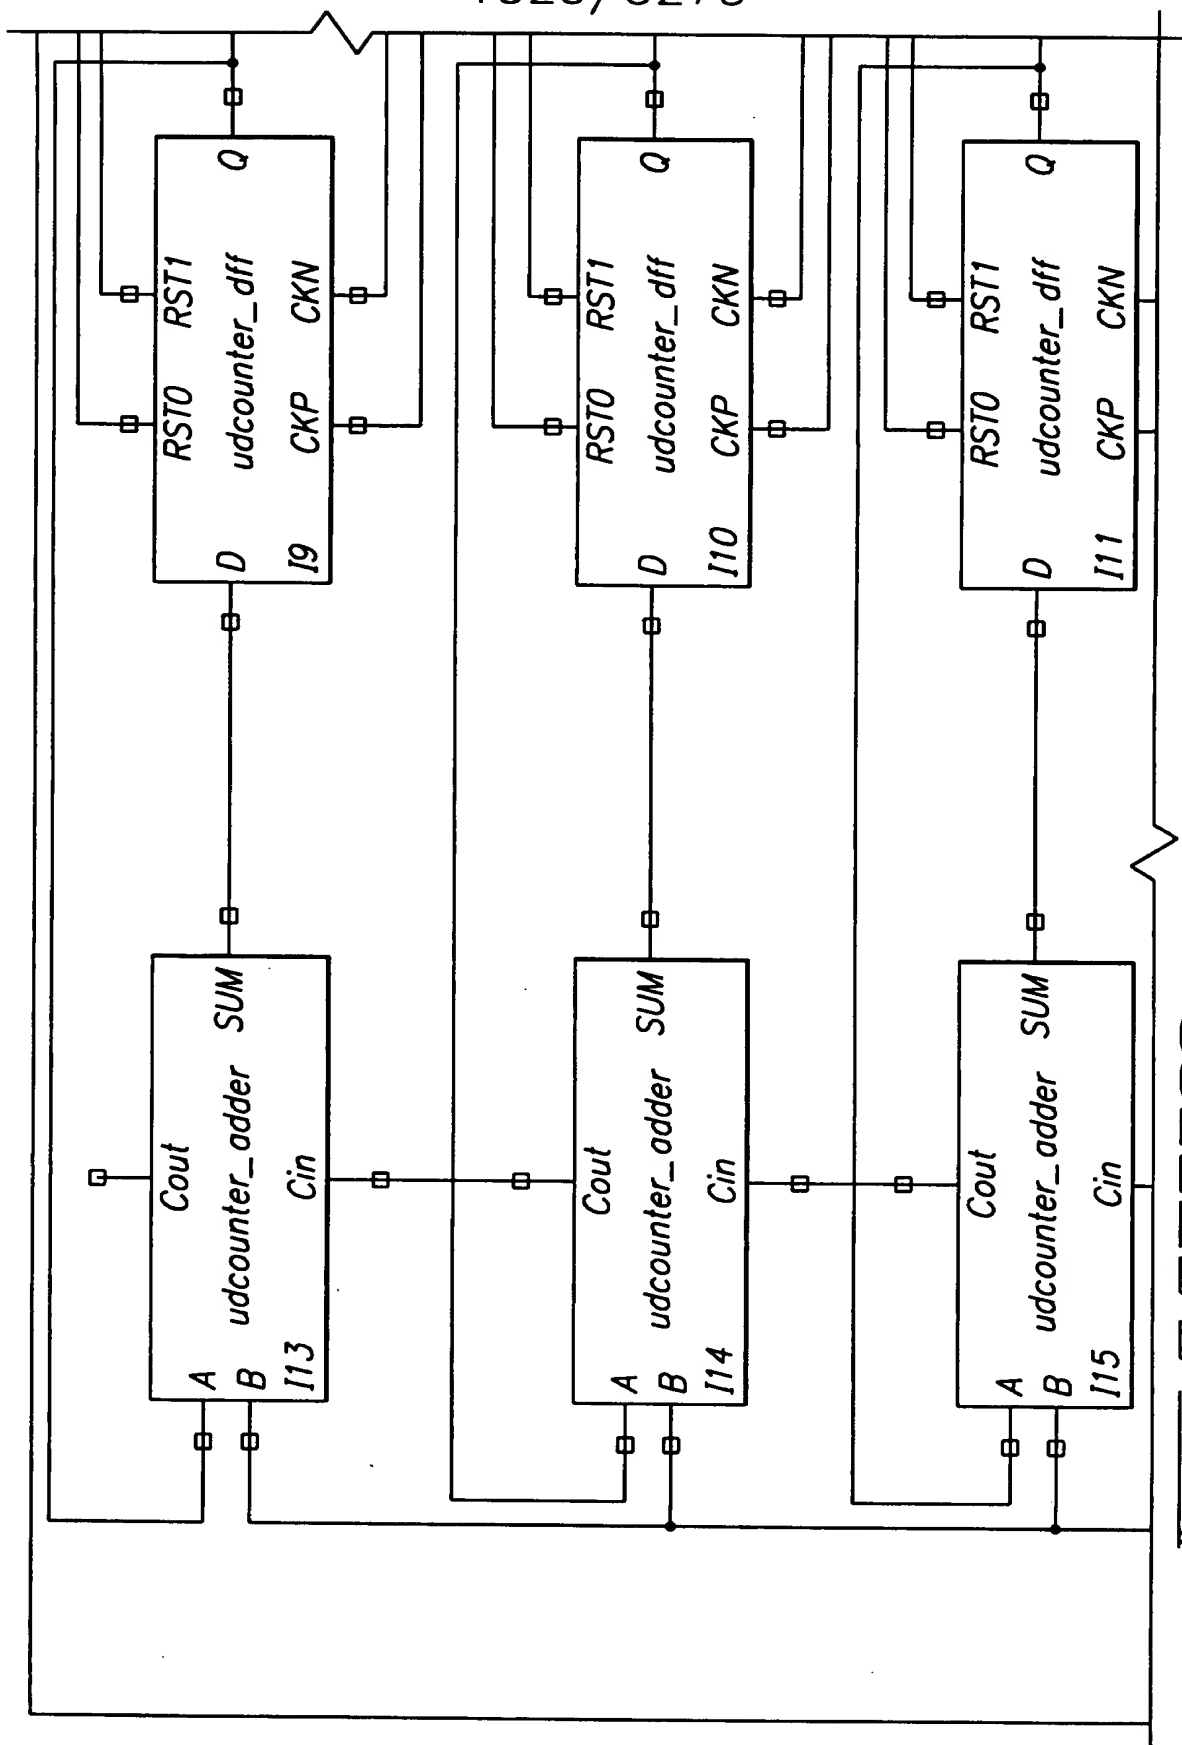 RST0 RST1
D udcounter_dff Q
I9 CKP CKN
RST0 RST1
D udcounter_dff Q
I10 CKP CKN
RST0 RST1
D udcounter_dff Q
I11 CKP CKN
Cout
A udcounter_adder SUM
B
I13 Cin
Cout
A udcounter_adder SUM
B
I14 Cin
Cout
A udcounter_adder SUM
B
I15 Cin